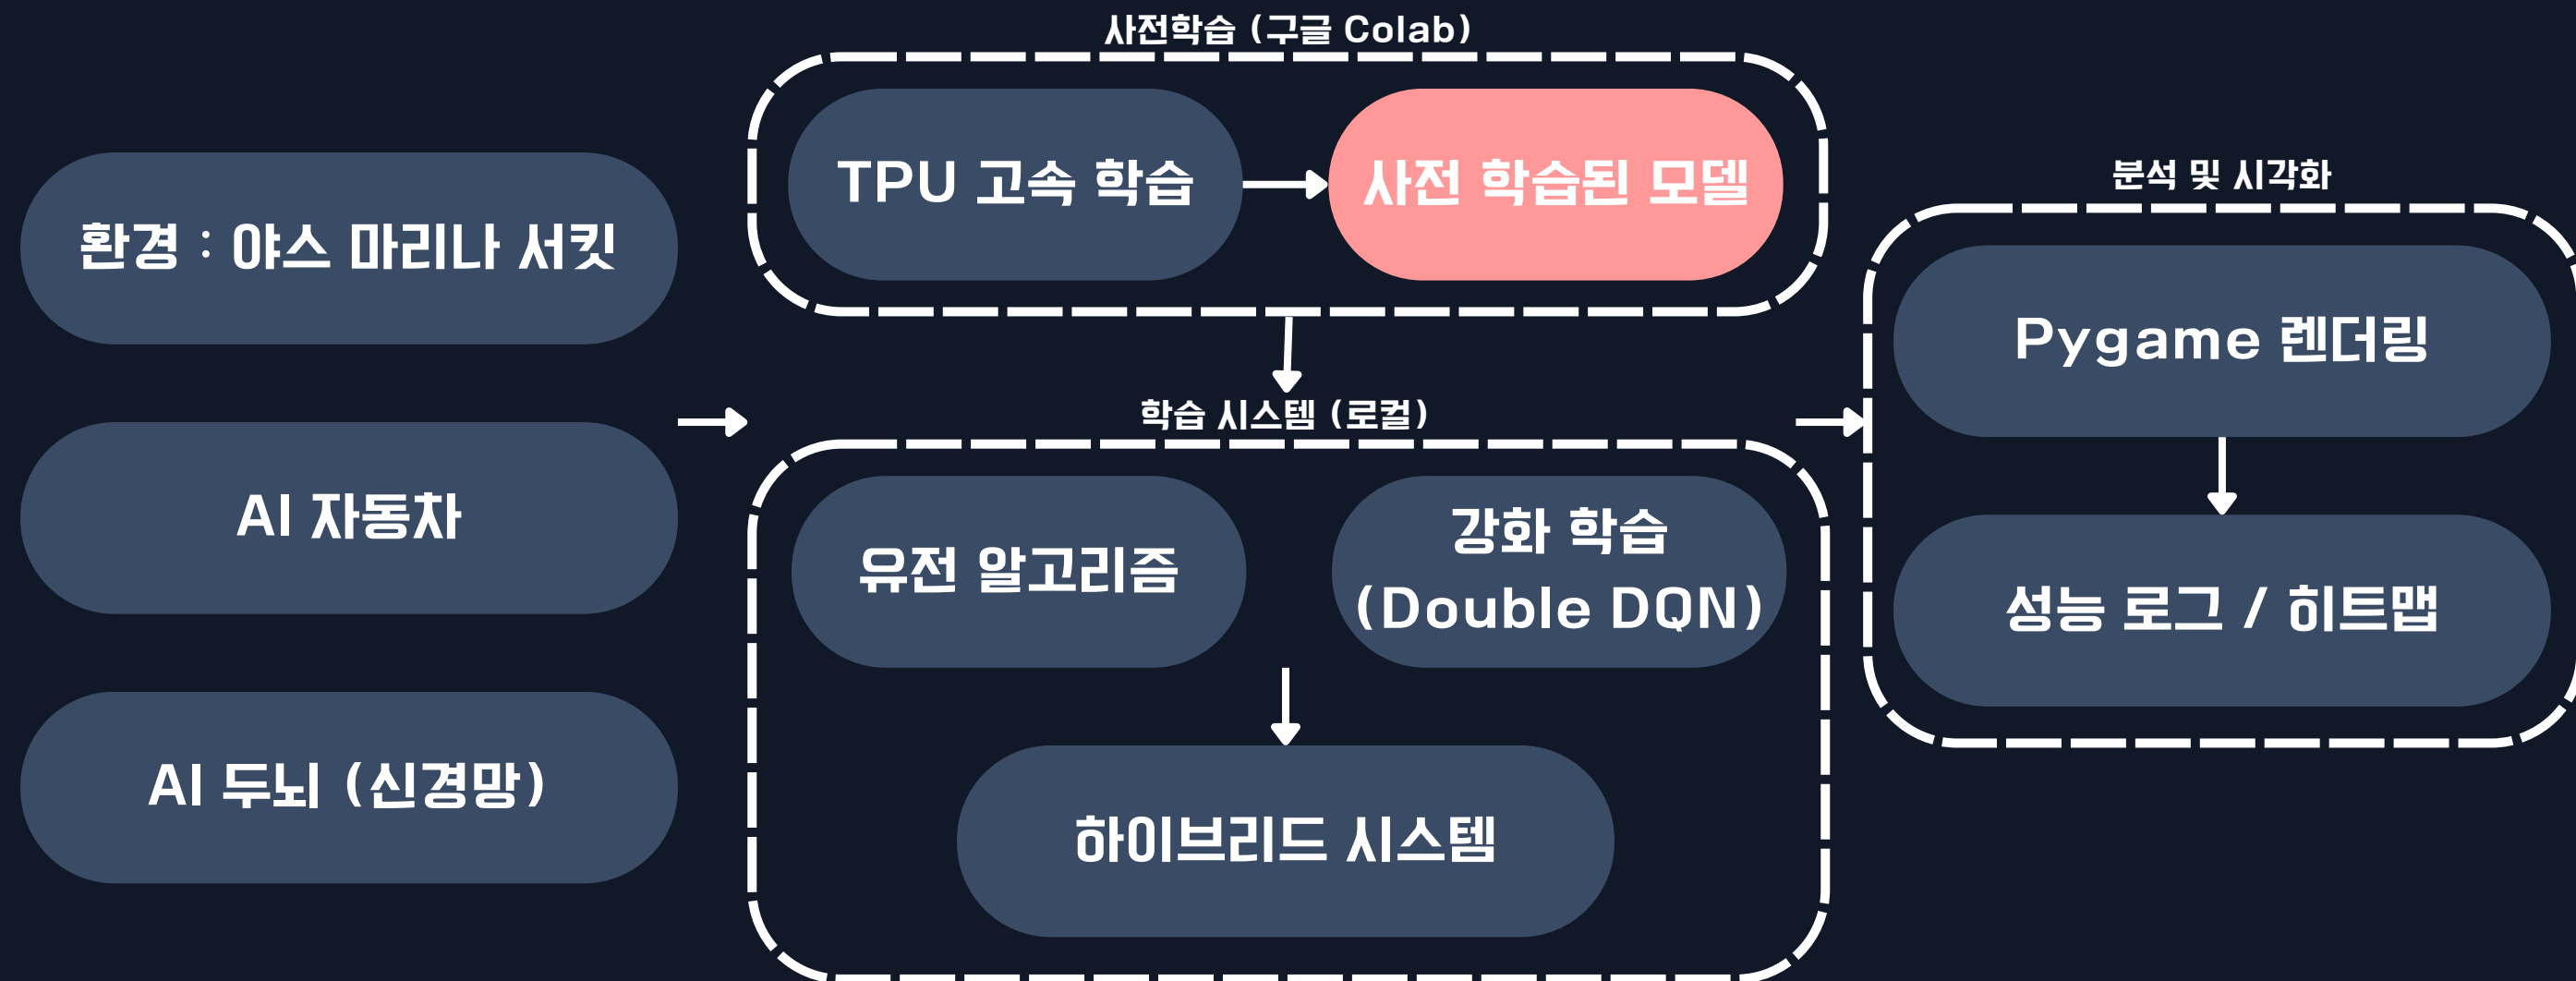 환경 : 야스 마리나 서킷
AI 자동차
AI 두뇌 (신경망)
사전학습 (구글 Colab)
TPU 고속 학습
사전 학습된 모델
학습 시스템 (로컬)
유전 알고리즘
강화 학습
(Double DQN)
하이브리드 시스템
분석 및 시각화
Pygame 렌더링
성능 로그 / 히트맵